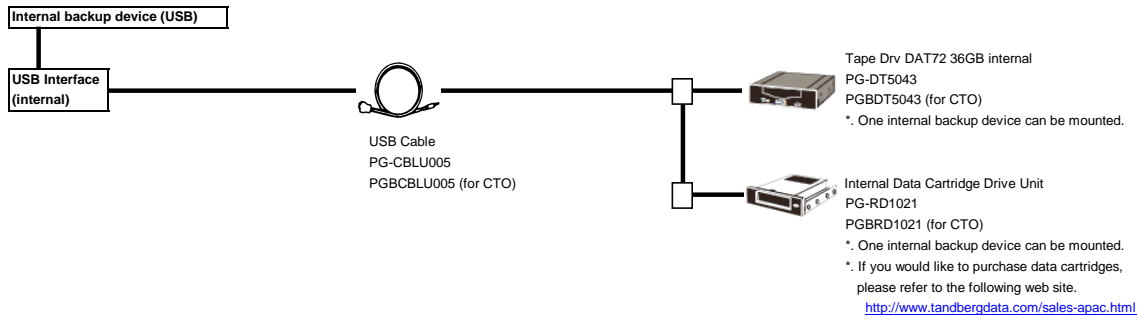 Internal backup device (USB)
USB Interface
(internal)
USB Cable
PG-CBLU005
PGBCBLU005 (for CTO)
Tape Drv DAT72 36GB internal
PG-DT5043
PGBDT5043 (for CTO)
*. One internal backup device can be mounted.
Internal Data Cartridge Drive Unit
PG-RD1021
PGBRD1021 (for CTO)
*. One internal backup device can be mounted.
*. If you would like to purchase data cartridges,
please refer to the following web site.
http://www.tandbergdata.com/sales-apac.html